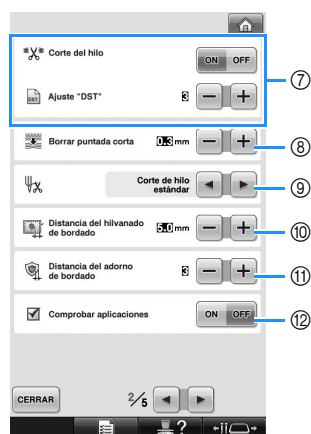 Corte del hilo
ON OFF
⑦
DST
Ajuste "DST"
3
− +
Borrar puntada corta
0.3 mm
− +
⑧
Corte de hilo
estándar
⑨
Distancia del hilvanado
de bordado
5.0 mm
− +
⑩
Distancia del adorno
de bordado
3
− +
⑪
Comprobar aplicaciones
ON OFF
⑫
CERRAR
2/5
?